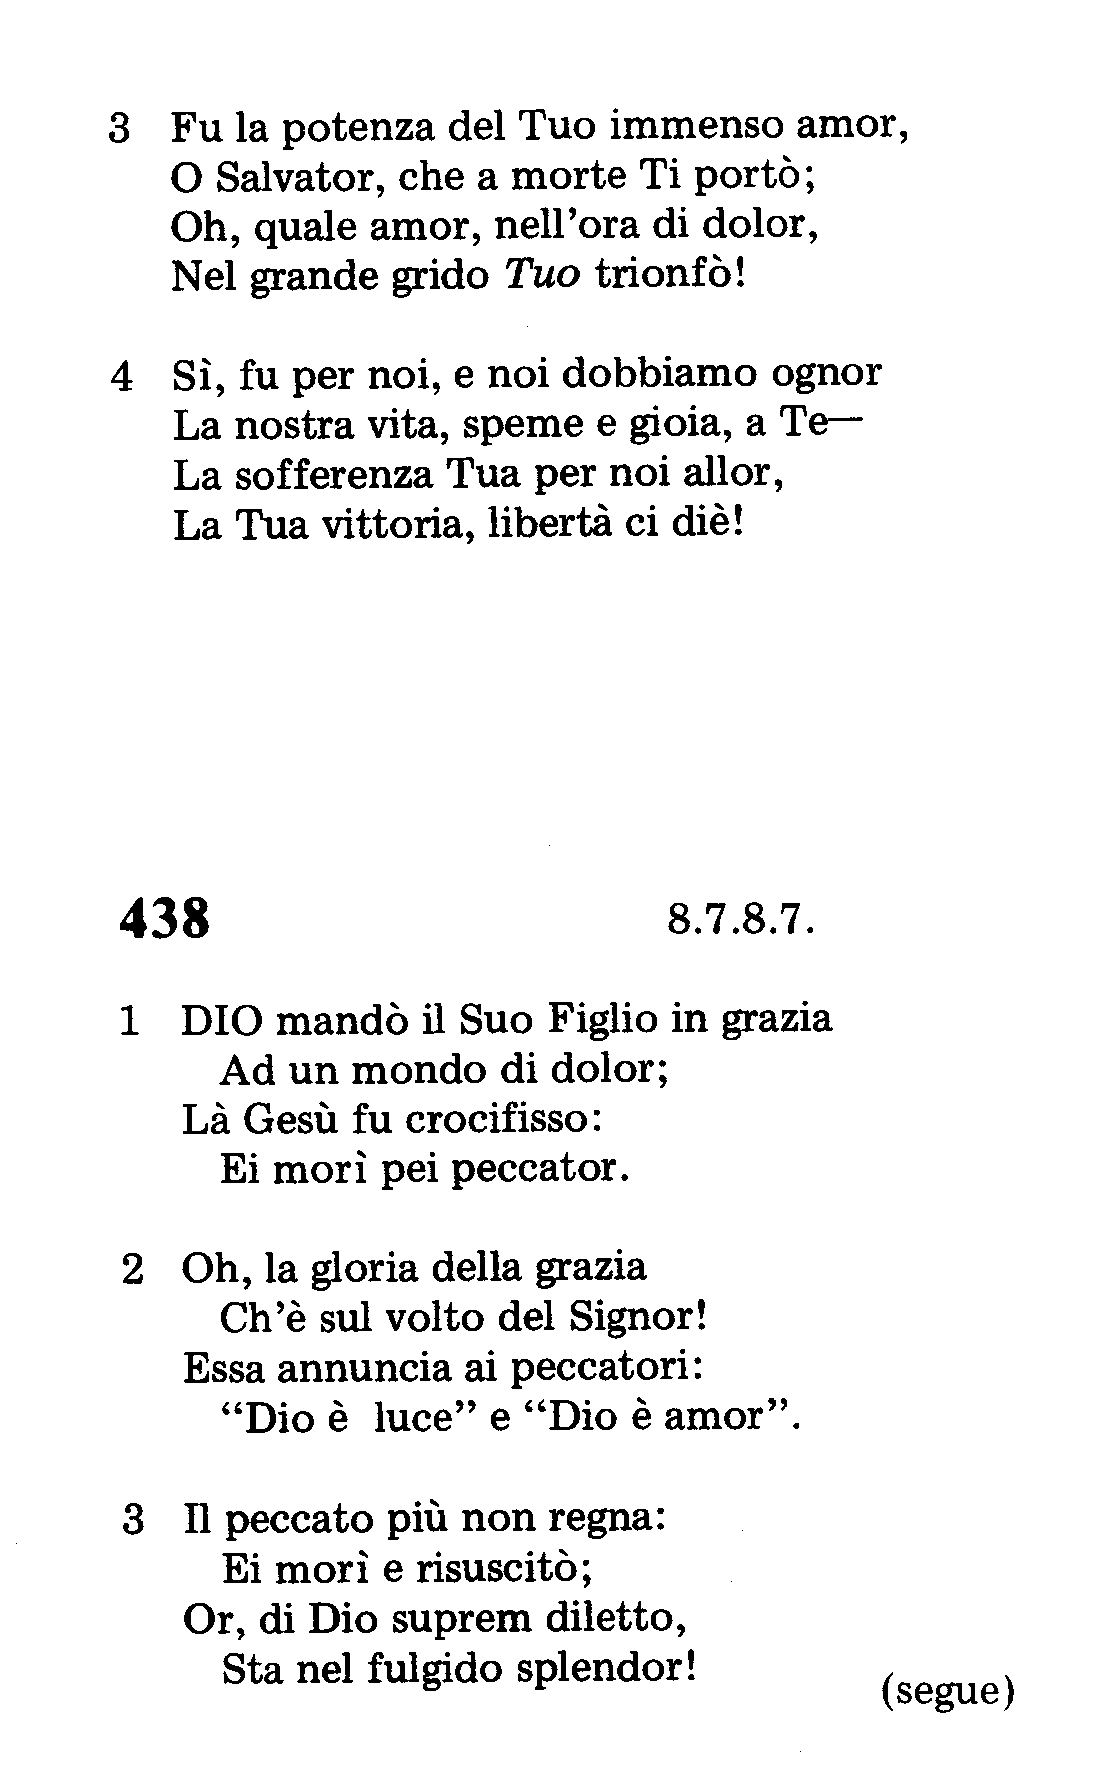 3 Fu la potenza del Tuo immenso amor,
O Salvator, che a morte Ti portò;
Oh, quale amor, nell'ora di dolor,
Nel grande grido Tuo trionfò!
4 Sì, fu per noi, e noi dobbiamo ognor
La nostra vita, speme e gioia, a Te—
La sofferenza Tua per noi allor,
La Tua vittoria, libertà ci diè!
438 8.7.8.7.
1 DIO mandò il Suo Figlio in grazia
Ad un mondo di dolor;
Là Gesù fu crocifisso:
Ei morì pei peccator.
2 Oh, la gloria della grazia
Ch'è sul volto del Signor!
Essa annuncia ai peccatori:
“Dio è luce” e “Dio è amor”.
3 Il peccato più non regna:
Ei morì e risuscitò;
Or, di Dio suprem diletto,
Sta nel fulgido splendor!
(segue)